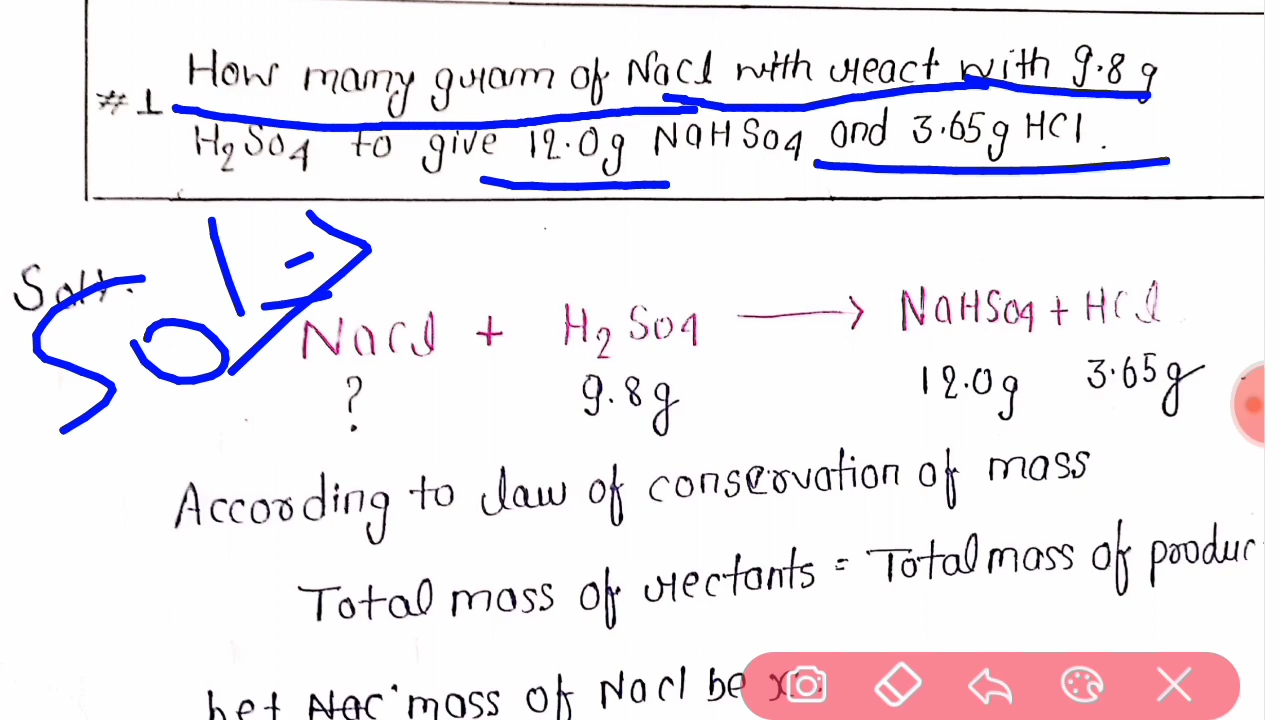 How many gram of Nacl with react with 9.8 g
#1
H2SO4 to give 12.0g NaHSO4 and 3.65g HCl.
Soln.
Sol=>
Nacl + H2SO4 → NaHSO4 + HCl
? 9.8g 12.0g 3.65g
According to law of conservation of mass
Total mass of rectants = Total mass of produc
let Nac mass of Nacl be x